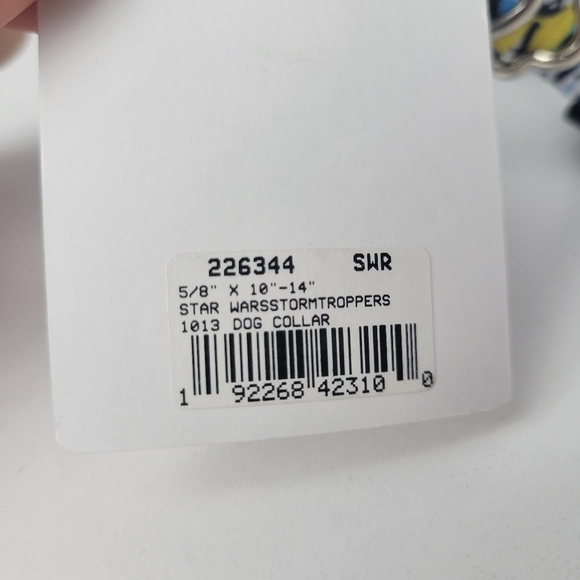 226344 SWR
5/8" X 10"-14"
STAR WARSSTORMTROPPERS
1013 DOG COLLAR
1 92268 42310 0